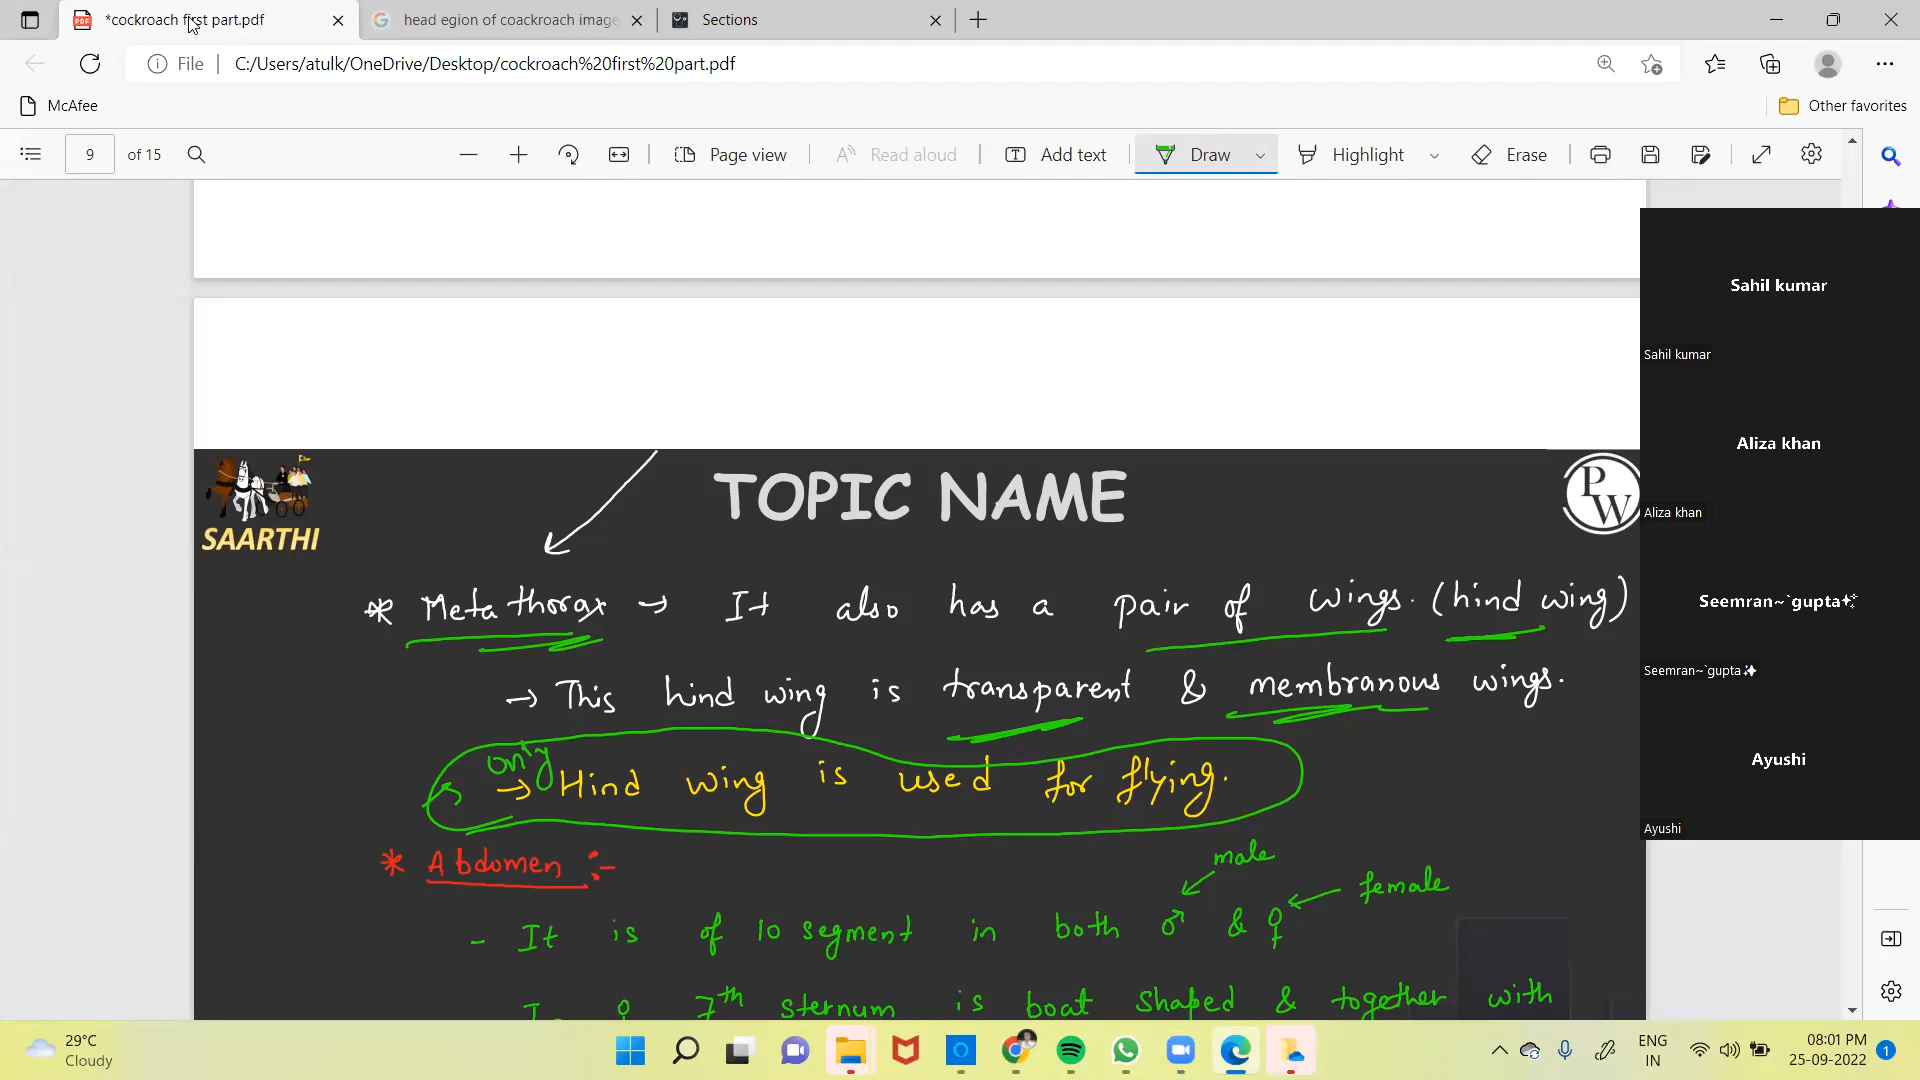 *cockroach first part.pdf
head egion of coackroach image
Sections
File
C:/Users/atulk/OneDrive/Desktop/cockroach%20first%20part.pdf
McAfee
Other favorites
9 of 15
Page view
Read aloud
Add text
Draw
Highlight
Erase
SAARTHI
TOPIC NAME
PW
* Metathorax → It also has a pair of wings. (hind wing)
→ This hind wing is transparent & membranous wings.
only
→ Hind wing is used for flying.
* Abdomen :-
male
female
- It is of 10 segment in both ♂ & ♀
In ♀ 7th sternum is boat shaped & together with
Sahil kumar
Sahil kumar
Aliza khan
Aliza khan
Seemran~`gupta✨
Seemran~`gupta✨
Ayushi
Ayushi
29°C
Cloudy
ENG
IN
08:01 PM
25-09-2022
1